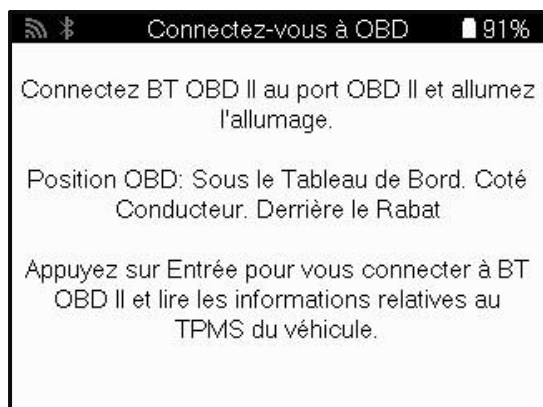 Connectez-vous à OBD 91%
Connectez BT OBD II au port OBD II et allumez
l'allumage.
Position OBD: Sous le Tableau de Bord. Coté
Conducteur. Derrière le Rabat
Appuyez sur Entrée pour vous connecter à BT
OBD II et lire les informations relatives au
TPMS du véhicule.